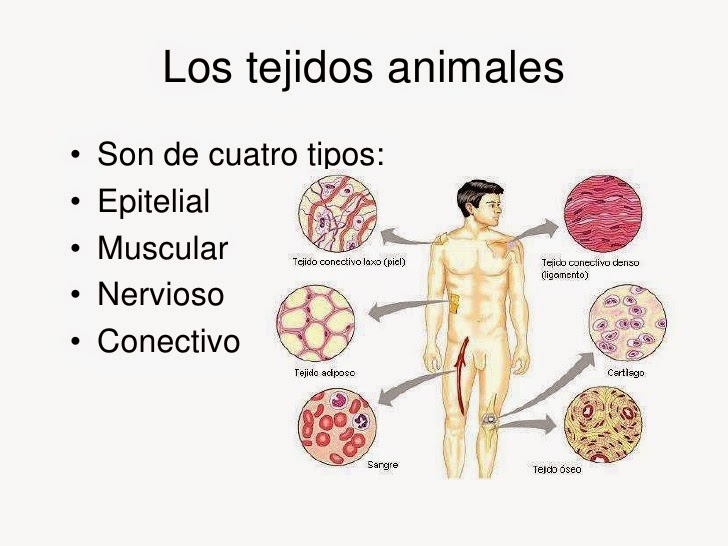 Los tejidos animales
• Son de cuatro tipos:
• Epitelial
• Muscular
• Nervioso
• Conectivo
Tejido conectivo laxo (piel)
Tejido conectivo denso
(ligamento)
Tejido adiposo
Cartílago
Sangre
Tejido óseo